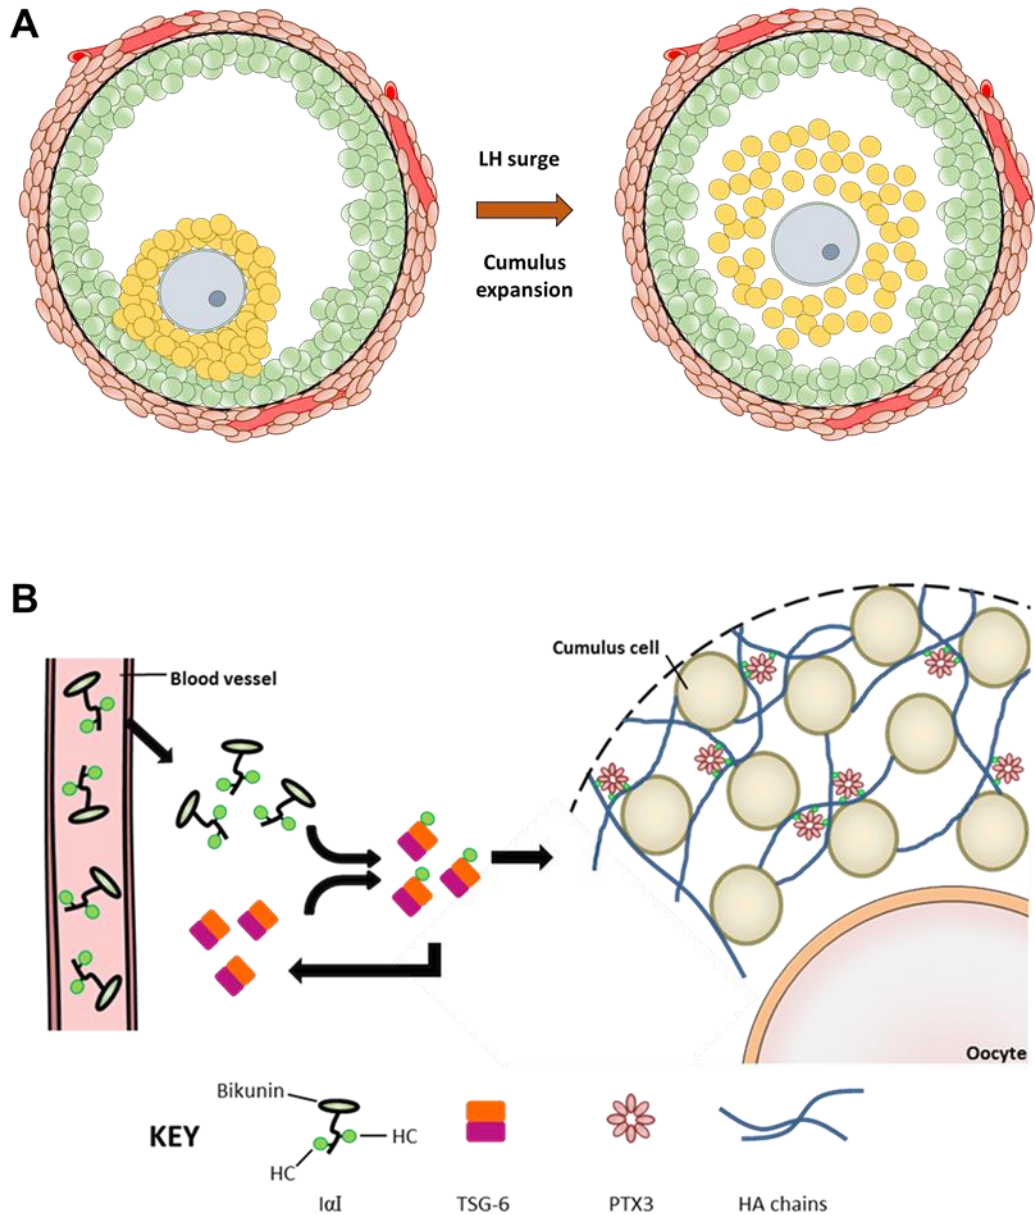 A
LH surge
Cumulus
expansion
B
Blood vessel
Cumulus cell
Oocyte
Bikunin
KEY
HC
HC
IαI
TSG-6
PTX3
HA chains